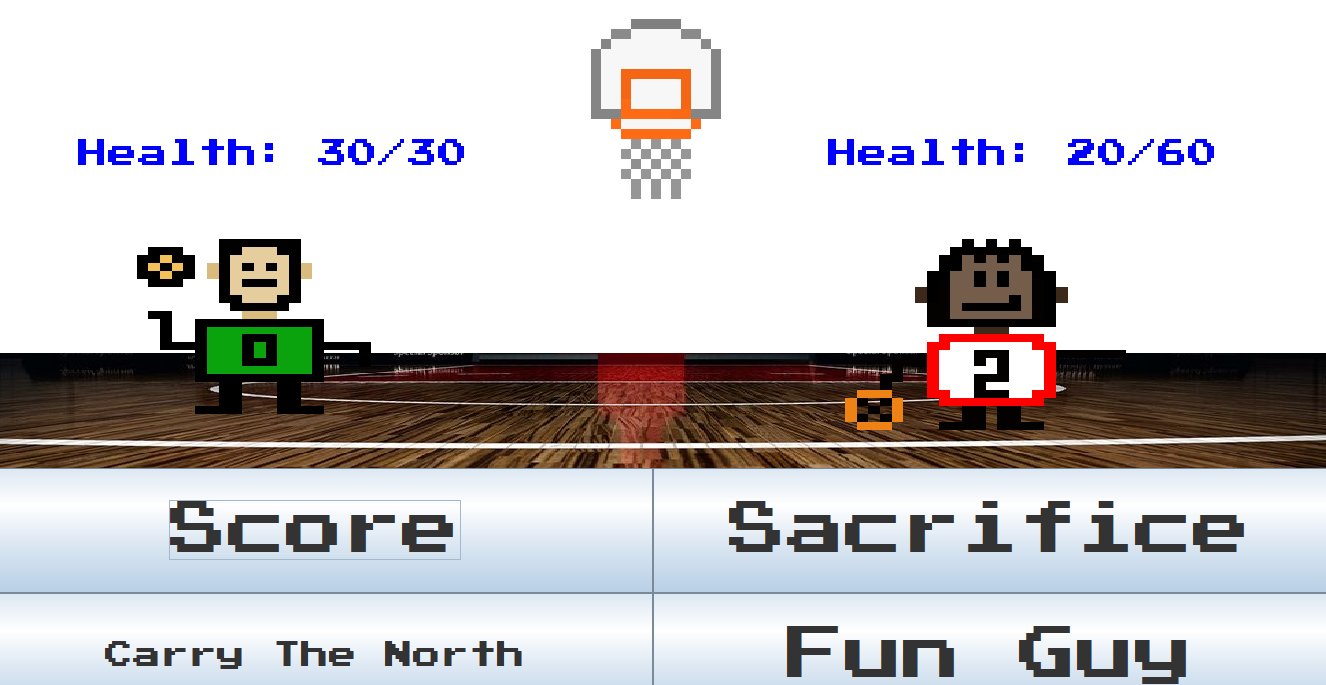 Health: 30/30
Health: 20/60
0
2
Score
Sacrifice
Carry The North
Fun Guy